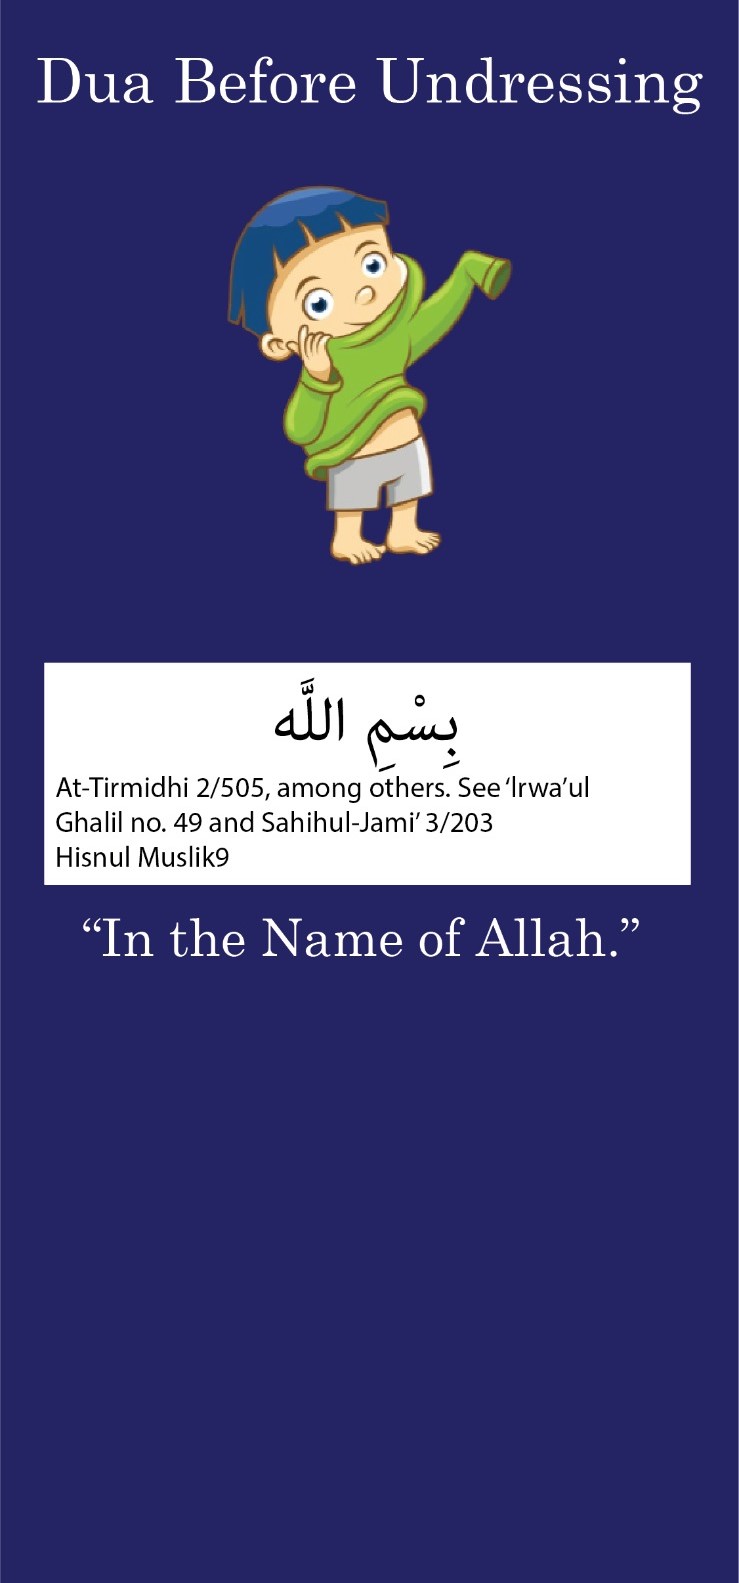 Dua Before Undressing
بِسْمِ اللَّه
At-Tirmidhi 2/505, among others. See ‘Irwa’ul
Ghalil no. 49 and Sahihul-Jami’ 3/203
Hisnul Muslik9
“In the Name of Allah.”